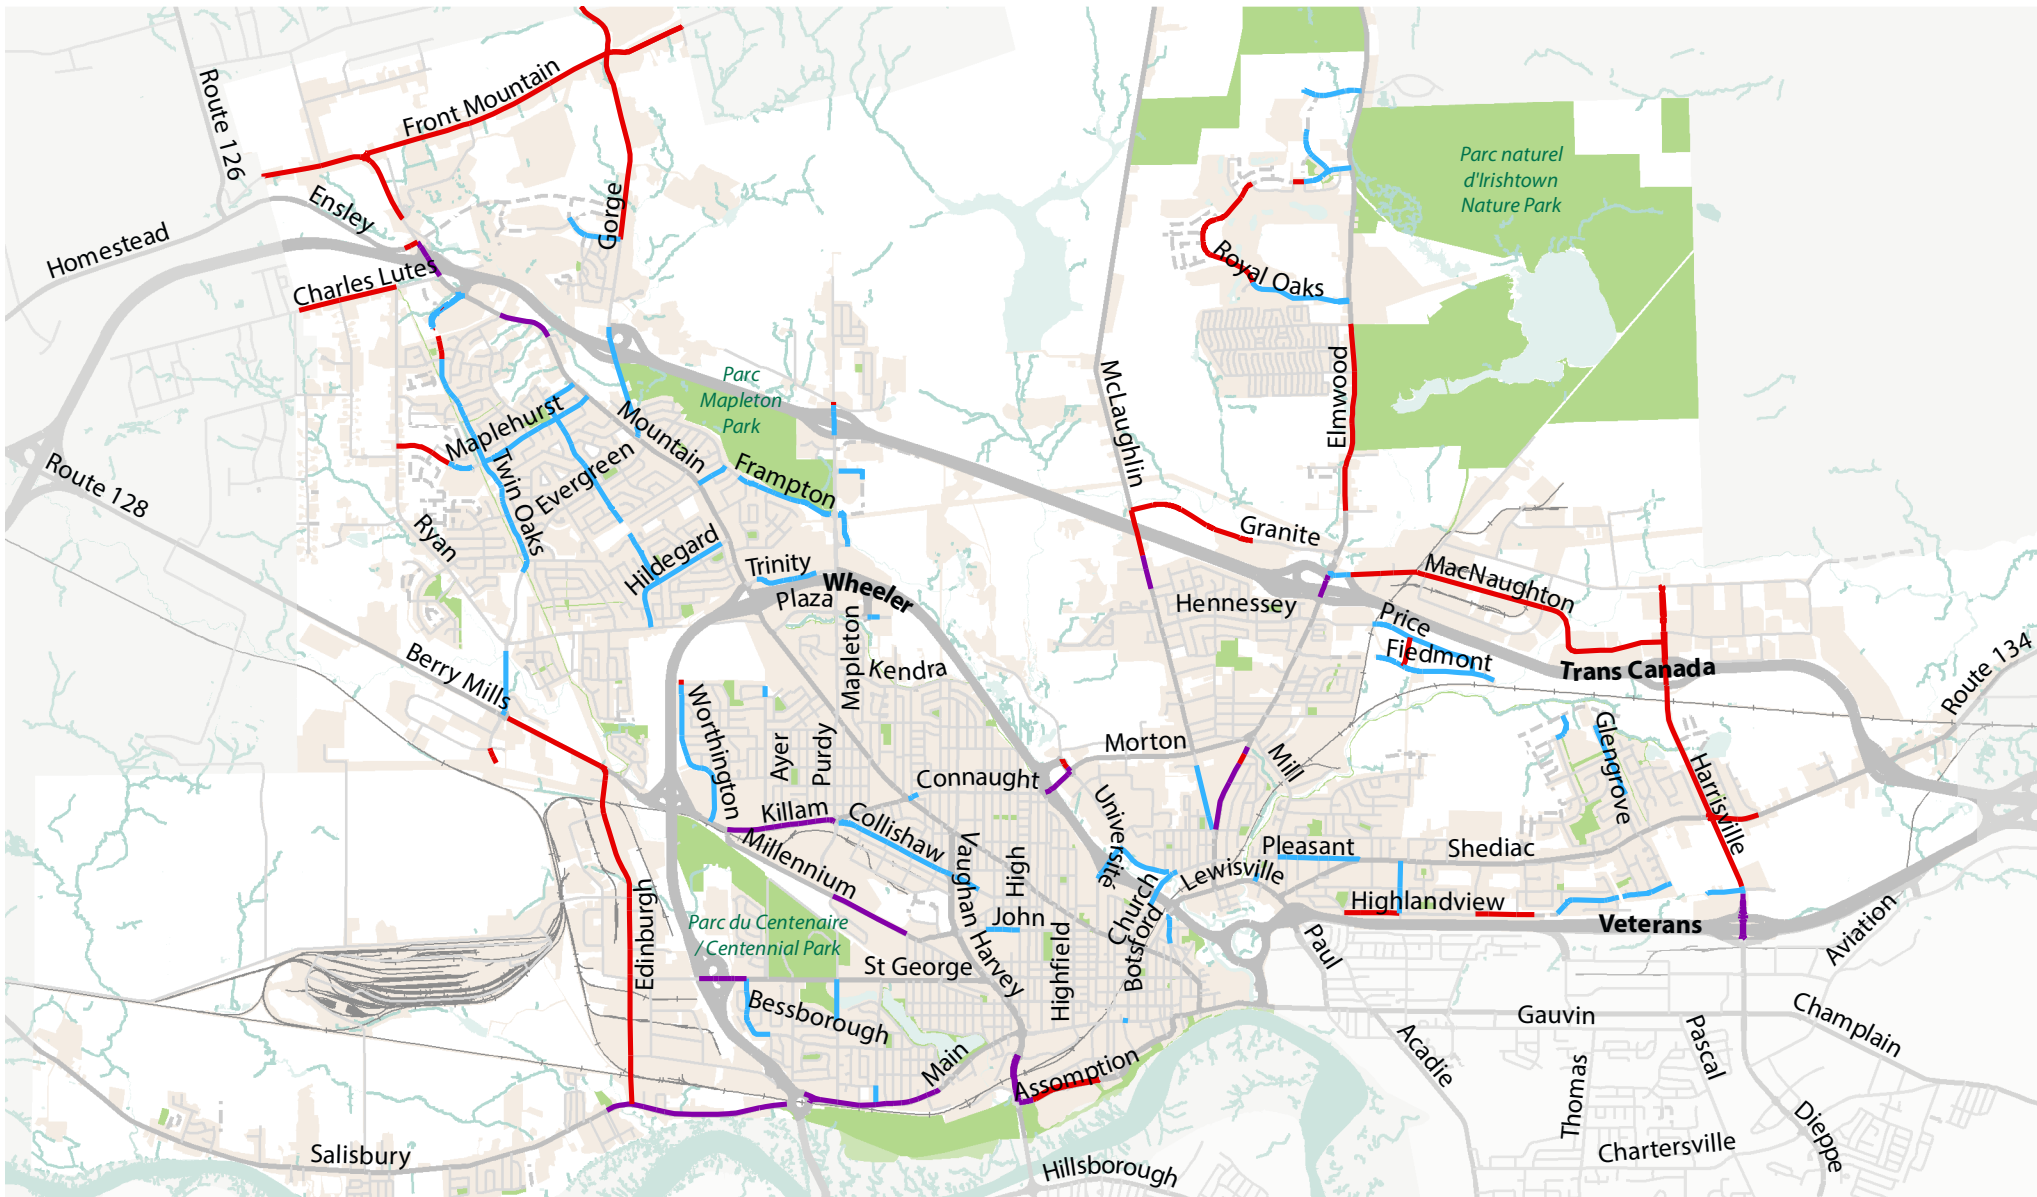 Route 126
Front Mountain
Ensley
Homestead
Gorge
Charles Lutes
Parc naturel
d'Irishtown
Nature Park
Royal Oaks
Elmwood
McLaughlin
Parc
Mapleton
Park
Maplehurst
Mountain
Frampton
Evergreen
Twin Oaks
Route 128
Ryan
Hildegard
Trinity
Plaza
Wheeler
Granite
MacNaughton
Hennessey
Price
Fiedmont
Trans Canada
Route 134
Berry Mills
Mapleton
Kendra
Worthington
Ayer
Purdy
Morton
Mill
Glengrove
Harrisville
Connaught
Killam
Collishaw
Université
Millennium
Vaughan Harvey
High
Pleasant
Lewisville
Shediac
Highlandview
Veterans
Aviation
Church
Botsford
John
Edinburgh
Parc du Centenaire
/ Centennial Park
St George
Highfield
Paul
Bessborough
Gauvin
Champlain
Acadie
Pascal
Main
Assomption
Thomas
Dieppe
Salisbury
Chartersville
Hillsborough